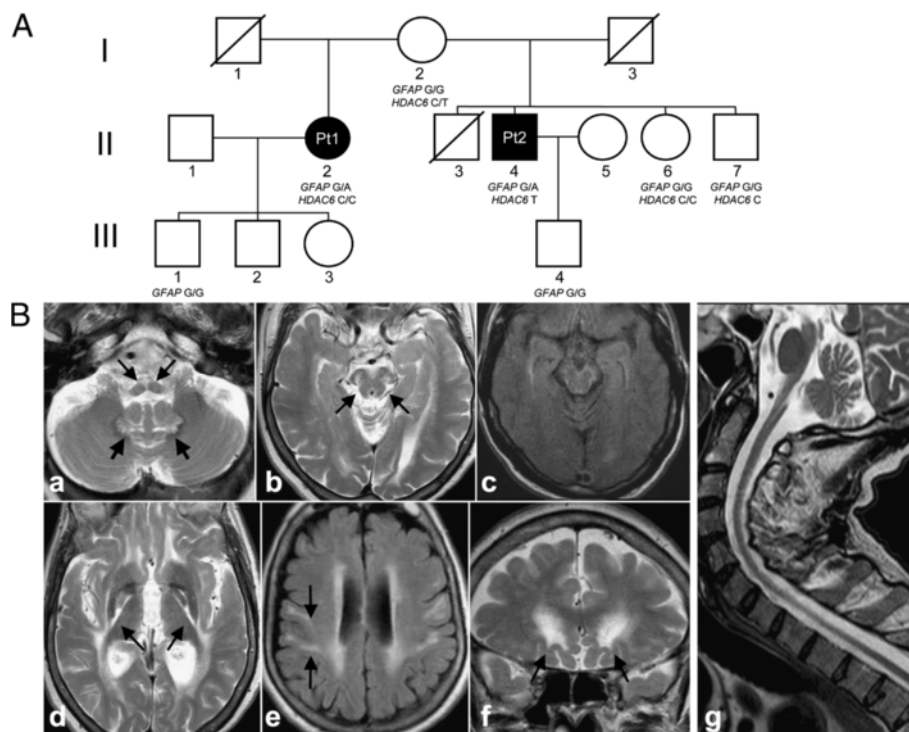 A
I
1
2
GFAP G/G
HDAC6 C/T
3
II
1
Pt1
2
GFAP G/A
HDAC6 C/C
3
Pt2
4
GFAP G/A
HDAC6 T
5
6
GFAP G/G
HDAC6 C/C
7
GFAP G/G
HDAC6 C
III
1
GFAP G/G
2
3
4
GFAP G/G
B
a
b
c
d
e
f
g